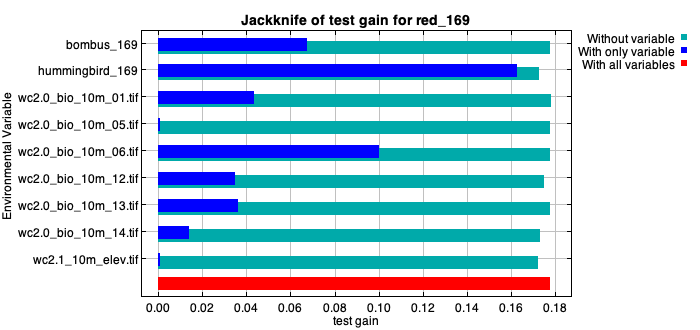 Jackknife of test gain for red_169
Without variable
With only variable
With all variables
Environmental Variable
bombus_169
hummingbird_169
wc2.0_bio_10m_01.tif
wc2.0_bio_10m_05.tif
wc2.0_bio_10m_06.tif
wc2.0_bio_10m_12.tif
wc2.0_bio_10m_13.tif
wc2.0_bio_10m_14.tif
wc2.1_10m_elev.tif
0.00 0.02 0.04 0.06 0.08 0.10 0.12 0.14 0.16 0.18
test gain